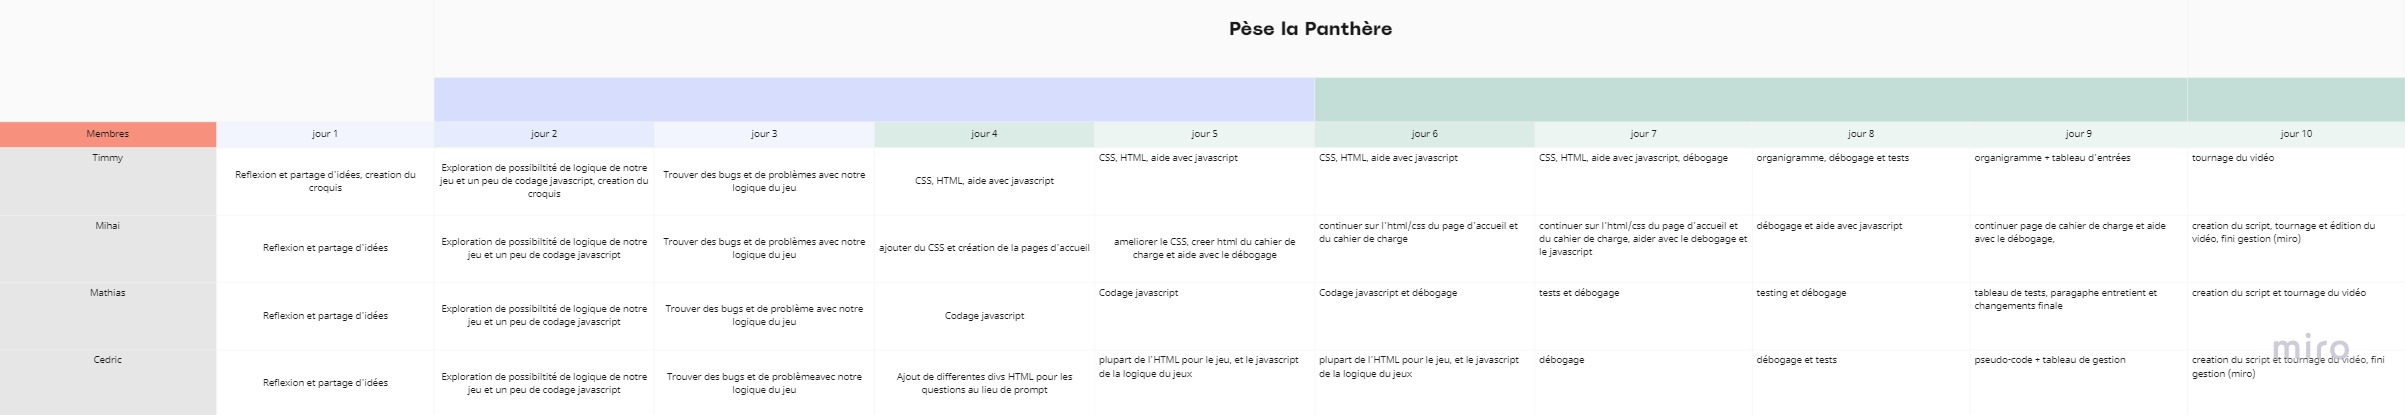 Pèse la Panthère
Membres
jour 1
jour 2
jour 3
jour 4
jour 5
jour 6
jour 7
jour 8
jour 9
jour 10
Timmy
Reflexion et partage d'idées, creation du
croquis
Exploration de possibiltité de logique de notre
jeu et un peu de codage javascript, creation du
croquis
Trouver des bugs et de problèmes avec notre
logique du jeu
CSS, HTML, aide avec javascript
CSS, HTML, aide avec javascript
CSS, HTML, aide avec javascript
CSS, HTML, aide avec javascript, débogage
organigramme, débogage et tests
organigramme + tableau d'entrées
tournage du vidéo
Mihai
Reflexion et partage d'idées
Exploration de possibiltité de logique de notre
jeu et un peu de codage javascript
Trouver des bugs et de problèmes avec notre
logique du jeu
ajouter du CSS et création de la pages d'accueil
ameliorer le CSS, creer html du cahier de
charge et aide avec le débogage
continuer sur l'html/css du page d'accueil et
du cahier de charge
continuer sur l'html/css du page d'accueil et
du cahier de charge, aider avec le debogage et
le javascript
débogage et aide avec javascript
continuer page de cahier de charge et aide
avec le débogage,
creation du script, tournage et édition du
vidéo, fini gestion (miro)
Mathias
Reflexion et partage d'idées
Exploration de possibiltité de logique de notre
jeu et un peu de codage javascript
Trouver des bugs et de problème avec notre
logique du jeu
Codage javascript
Codage javascript
Codage javascript et débogage
tests et débogage
testing et débogage
tableau de tests, paragaphe entretient et
changements finale
creation du script et tournage du vidéo
Cedric
Reflexion et partage d'idées
Exploration de possibiltité de logique de notre
jeu et un peu de codage javascript
Trouver des bugs et de problèmeavec notre
logique du jeu
Ajout de differentes divs HTML pour les
questions au lieu de prompt
plupart de l'HTML pour le jeu, et le javascript
de la logique du jeux
plupart de l'HTML pour le jeu, et le javascript
de la logique du jeux
débogage
débogage et tests
pseudo-code + tableau de gestion
creation du script et tournage du vidéo, fini
gestion (miro)
miro